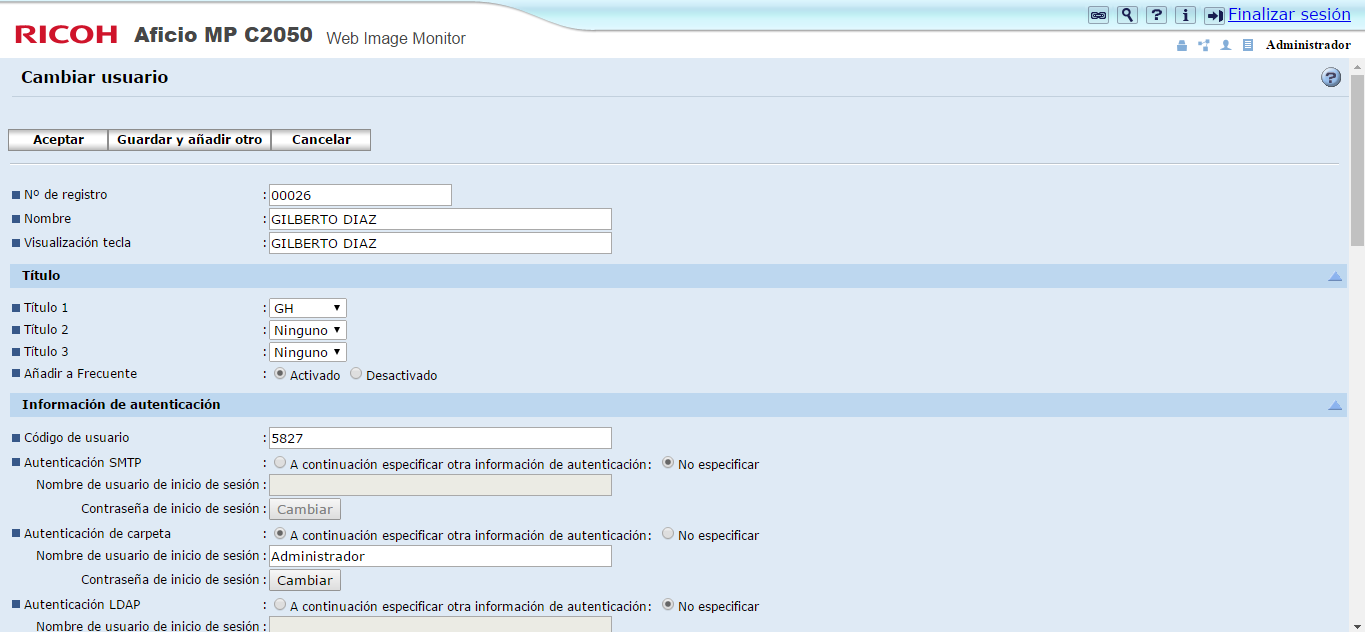 Finalizar sesión
RICOH Aficio MP C2050 Web Image Monitor
Administrador
Cambiar usuario
Aceptar Guardar y añadir otro Cancelar
Nº de registro : 00026
Nombre : GILBERTO DIAZ
Visualización tecla : GILBERTO DIAZ
Título
Título 1 : GH
Título 2 : Ninguno
Título 3 : Ninguno
Añadir a Frecuente : Activado Desactivado
Información de autenticación
Código de usuario : 5827
Autenticación SMTP : A continuación especificar otra información de autenticación: No especificar
Nombre de usuario de inicio de sesión :
Contraseña de inicio de sesión : Cambiar
Autenticación de carpeta : A continuación especificar otra información de autenticación: No especificar
Nombre de usuario de inicio de sesión : Administrador
Contraseña de inicio de sesión : Cambiar
Autenticación LDAP : A continuación especificar otra información de autenticación: No especificar
Nombre de usuario de inicio de sesión :